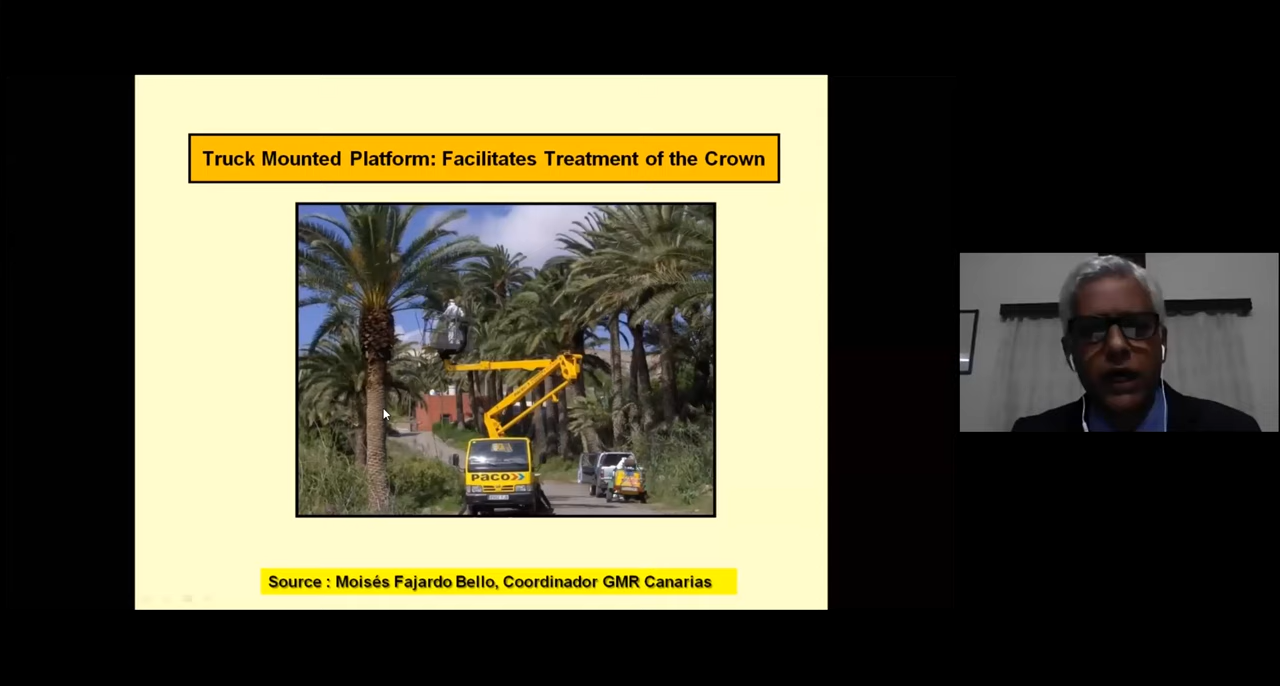 Truck Mounted Platform: Facilitates Treatment of the Crown
PACO
Source : Moisés Fajardo Bello, Coordinador GMR Canarias